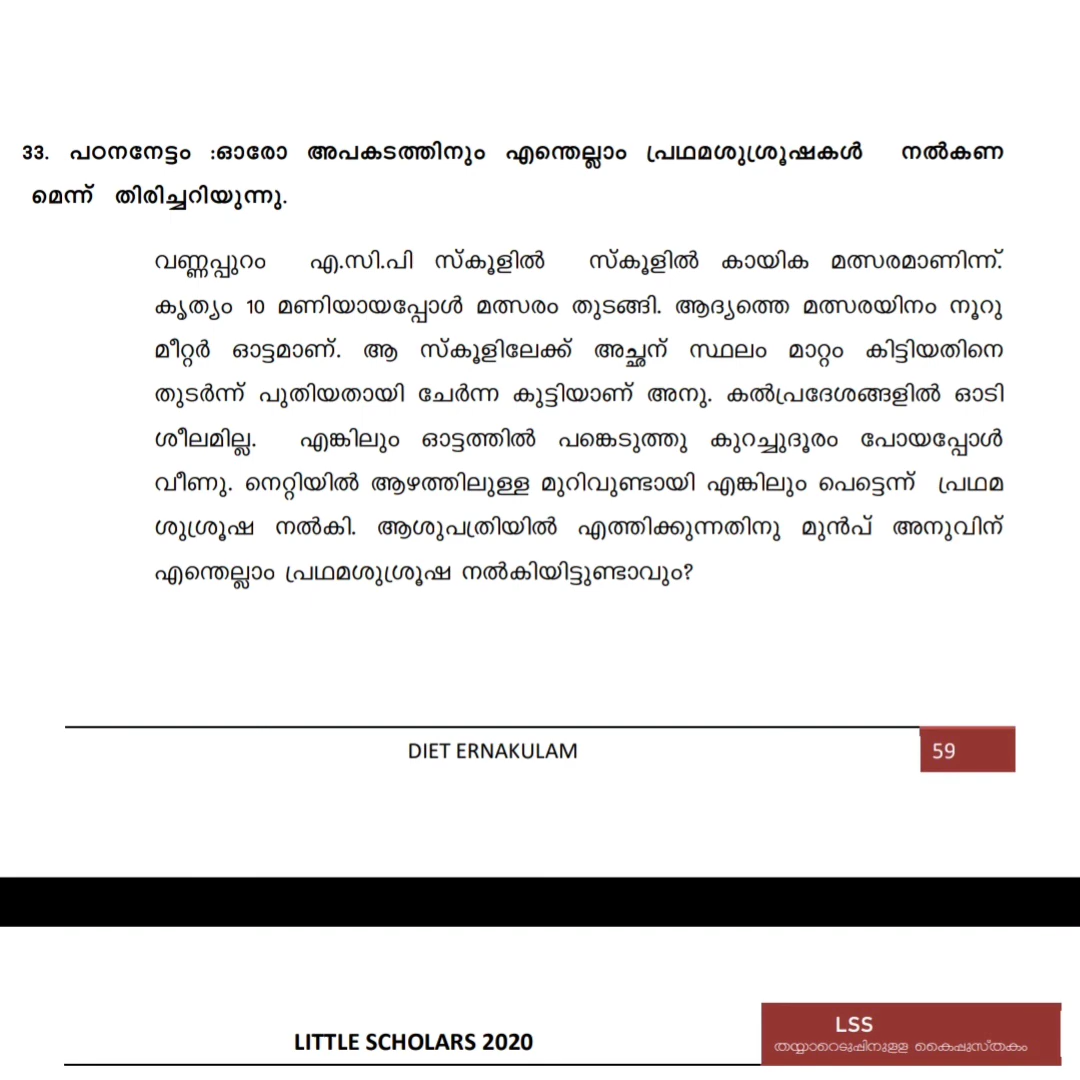 33. പഠനനേട്ടം :ഓരോ അപകടത്തിനും എന്തെല്ലാം പ്രഥമശുശ്രൂഷകൾ നൽകണ
മെന്ന് തിരിച്ചറിയുന്നു.
വണ്ണപ്പുറം എ.സി.പി സ്കൂളിൽ സ്കൂളിൽ കായിക മത്സരമാണിന്ന്.
കൃത്യം 10 മണിയായപ്പോൾ മത്സരം തുടങ്ങി. ആദ്യത്തെ മത്സരയിനം നൂറു
മീറ്റർ ഓട്ടമാണ്. ആ സ്കൂളിലേക്ക് അച്ഛന് സ്ഥലം മാറ്റം കിട്ടിയതിനെ
തുടർന്ന് പുതിയതായി ചേർന്ന കുട്ടിയാണ് അനു. കൽപ്രദേശങ്ങളിൽ ഓടി
ശീലമില്ല. എങ്കിലും ഓട്ടത്തിൽ പങ്കെടുത്തു കുറച്ചുദൂരം പോയപ്പോൾ
വീണു. നെറ്റിയിൽ ആഴത്തിലുള്ള മുറിവുണ്ടായി എങ്കിലും പെട്ടെന്ന് പ്രഥമ
ശുശ്രൂഷ നൽകി. ആശുപത്രിയിൽ എത്തിക്കുന്നതിനു മുൻപ് അനുവിന്
എന്തെല്ലാം പ്രഥമശുശ്രൂഷ നൽകിയിട്ടുണ്ടാവും?
DIET ERNAKULAM 59
LITTLE SCHOLARS 2020
LSS
തയ്യാറെടുപ്പിനുള്ള കൈപ്പുസ്തകം